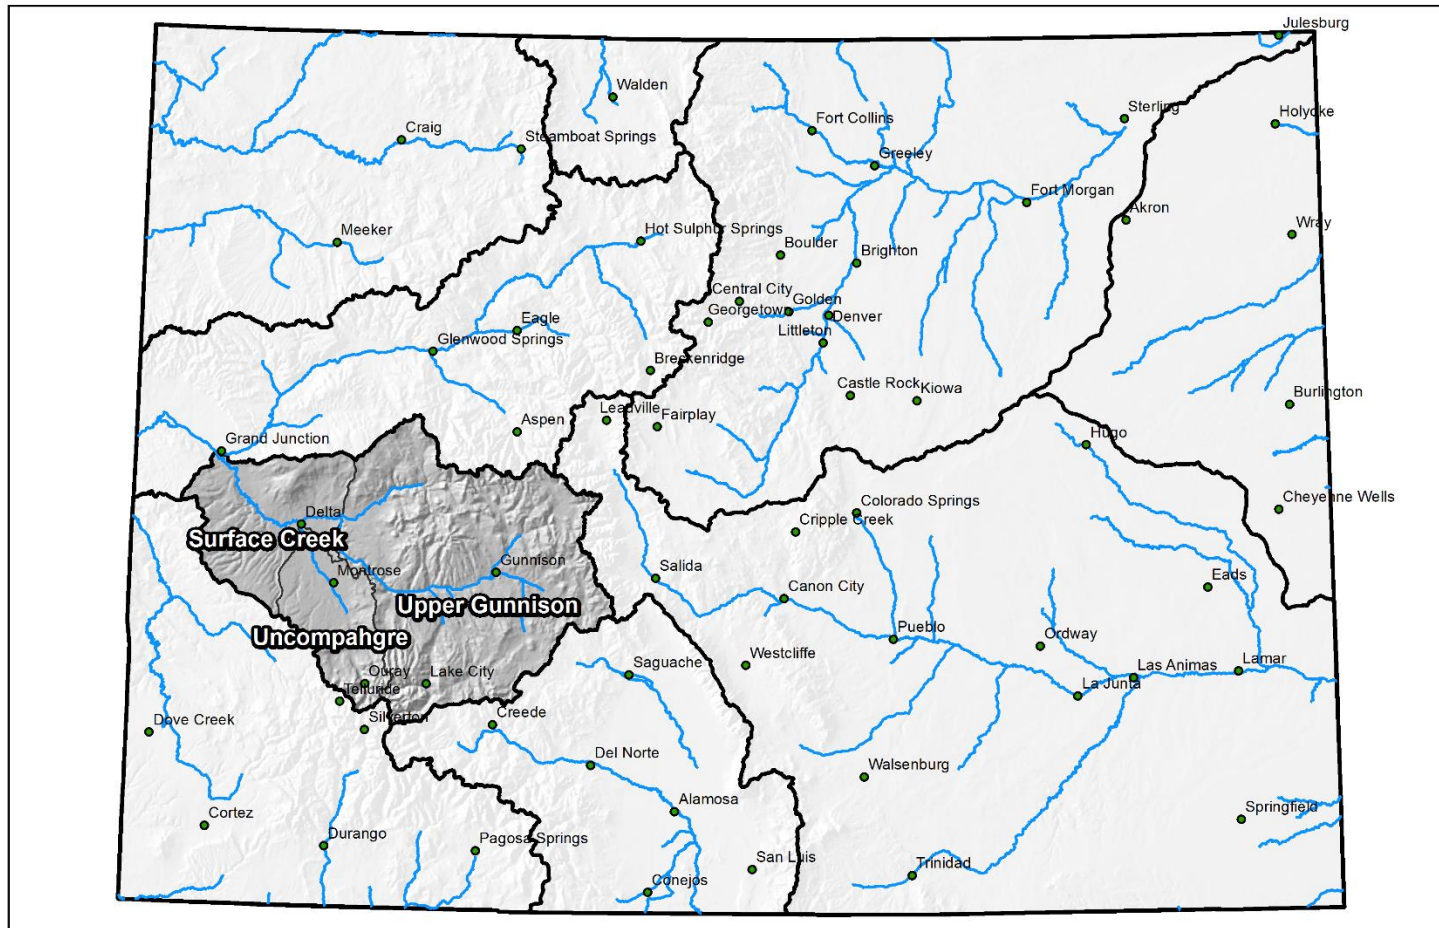 Julesburg
Walden
Sterling
Holyoke
Fort Collins
Craig
Steamboat Springs
Greeley
Fort Morgan
Akron
Wray
Meeker
Hot Sulphur Springs
Boulder
Brighton
Central City
Golden
Georgetown
Denver
Eagle
Littleton
Glenwood Springs
Breckenridge
Castle Rock
Kiowa
Burlington
Leadville
Fairplay
Aspen
Hugo
Grand Junction
Cheyenne Wells
Colorado Springs
Delta
Cripple Creek
Surface Creek
Gunnison
Salida
Montrose
Eads
Canon City
Upper Gunnison
Pueblo
Ordway
Uncompahgre
Westcliffe
Las Animas
Lamar
Ouray
Lake City
Saguache
Telluride
La Junta
Dove Creek
Silverton
Creede
Del Norte
Walsenburg
Alamosa
Cortez
Springfield
Durango
Pagosa Springs
San Luis
Trinidad
Conejos